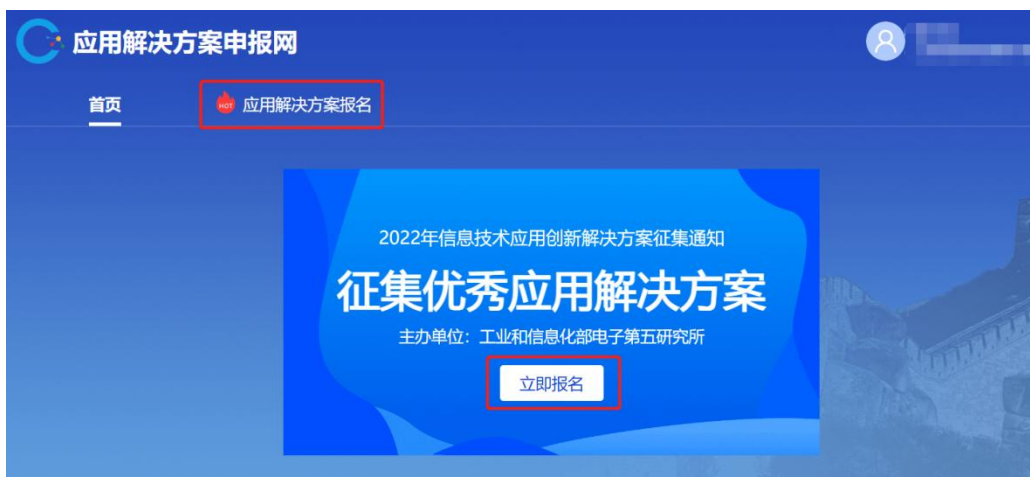 应用解决方案申报网
首页
HOT 应用解决方案报名
2022年信息技术应用创新解决方案征集通知
征集优秀应用解决方案
主办单位：工业和信息化部电子第五研究所
立即报名